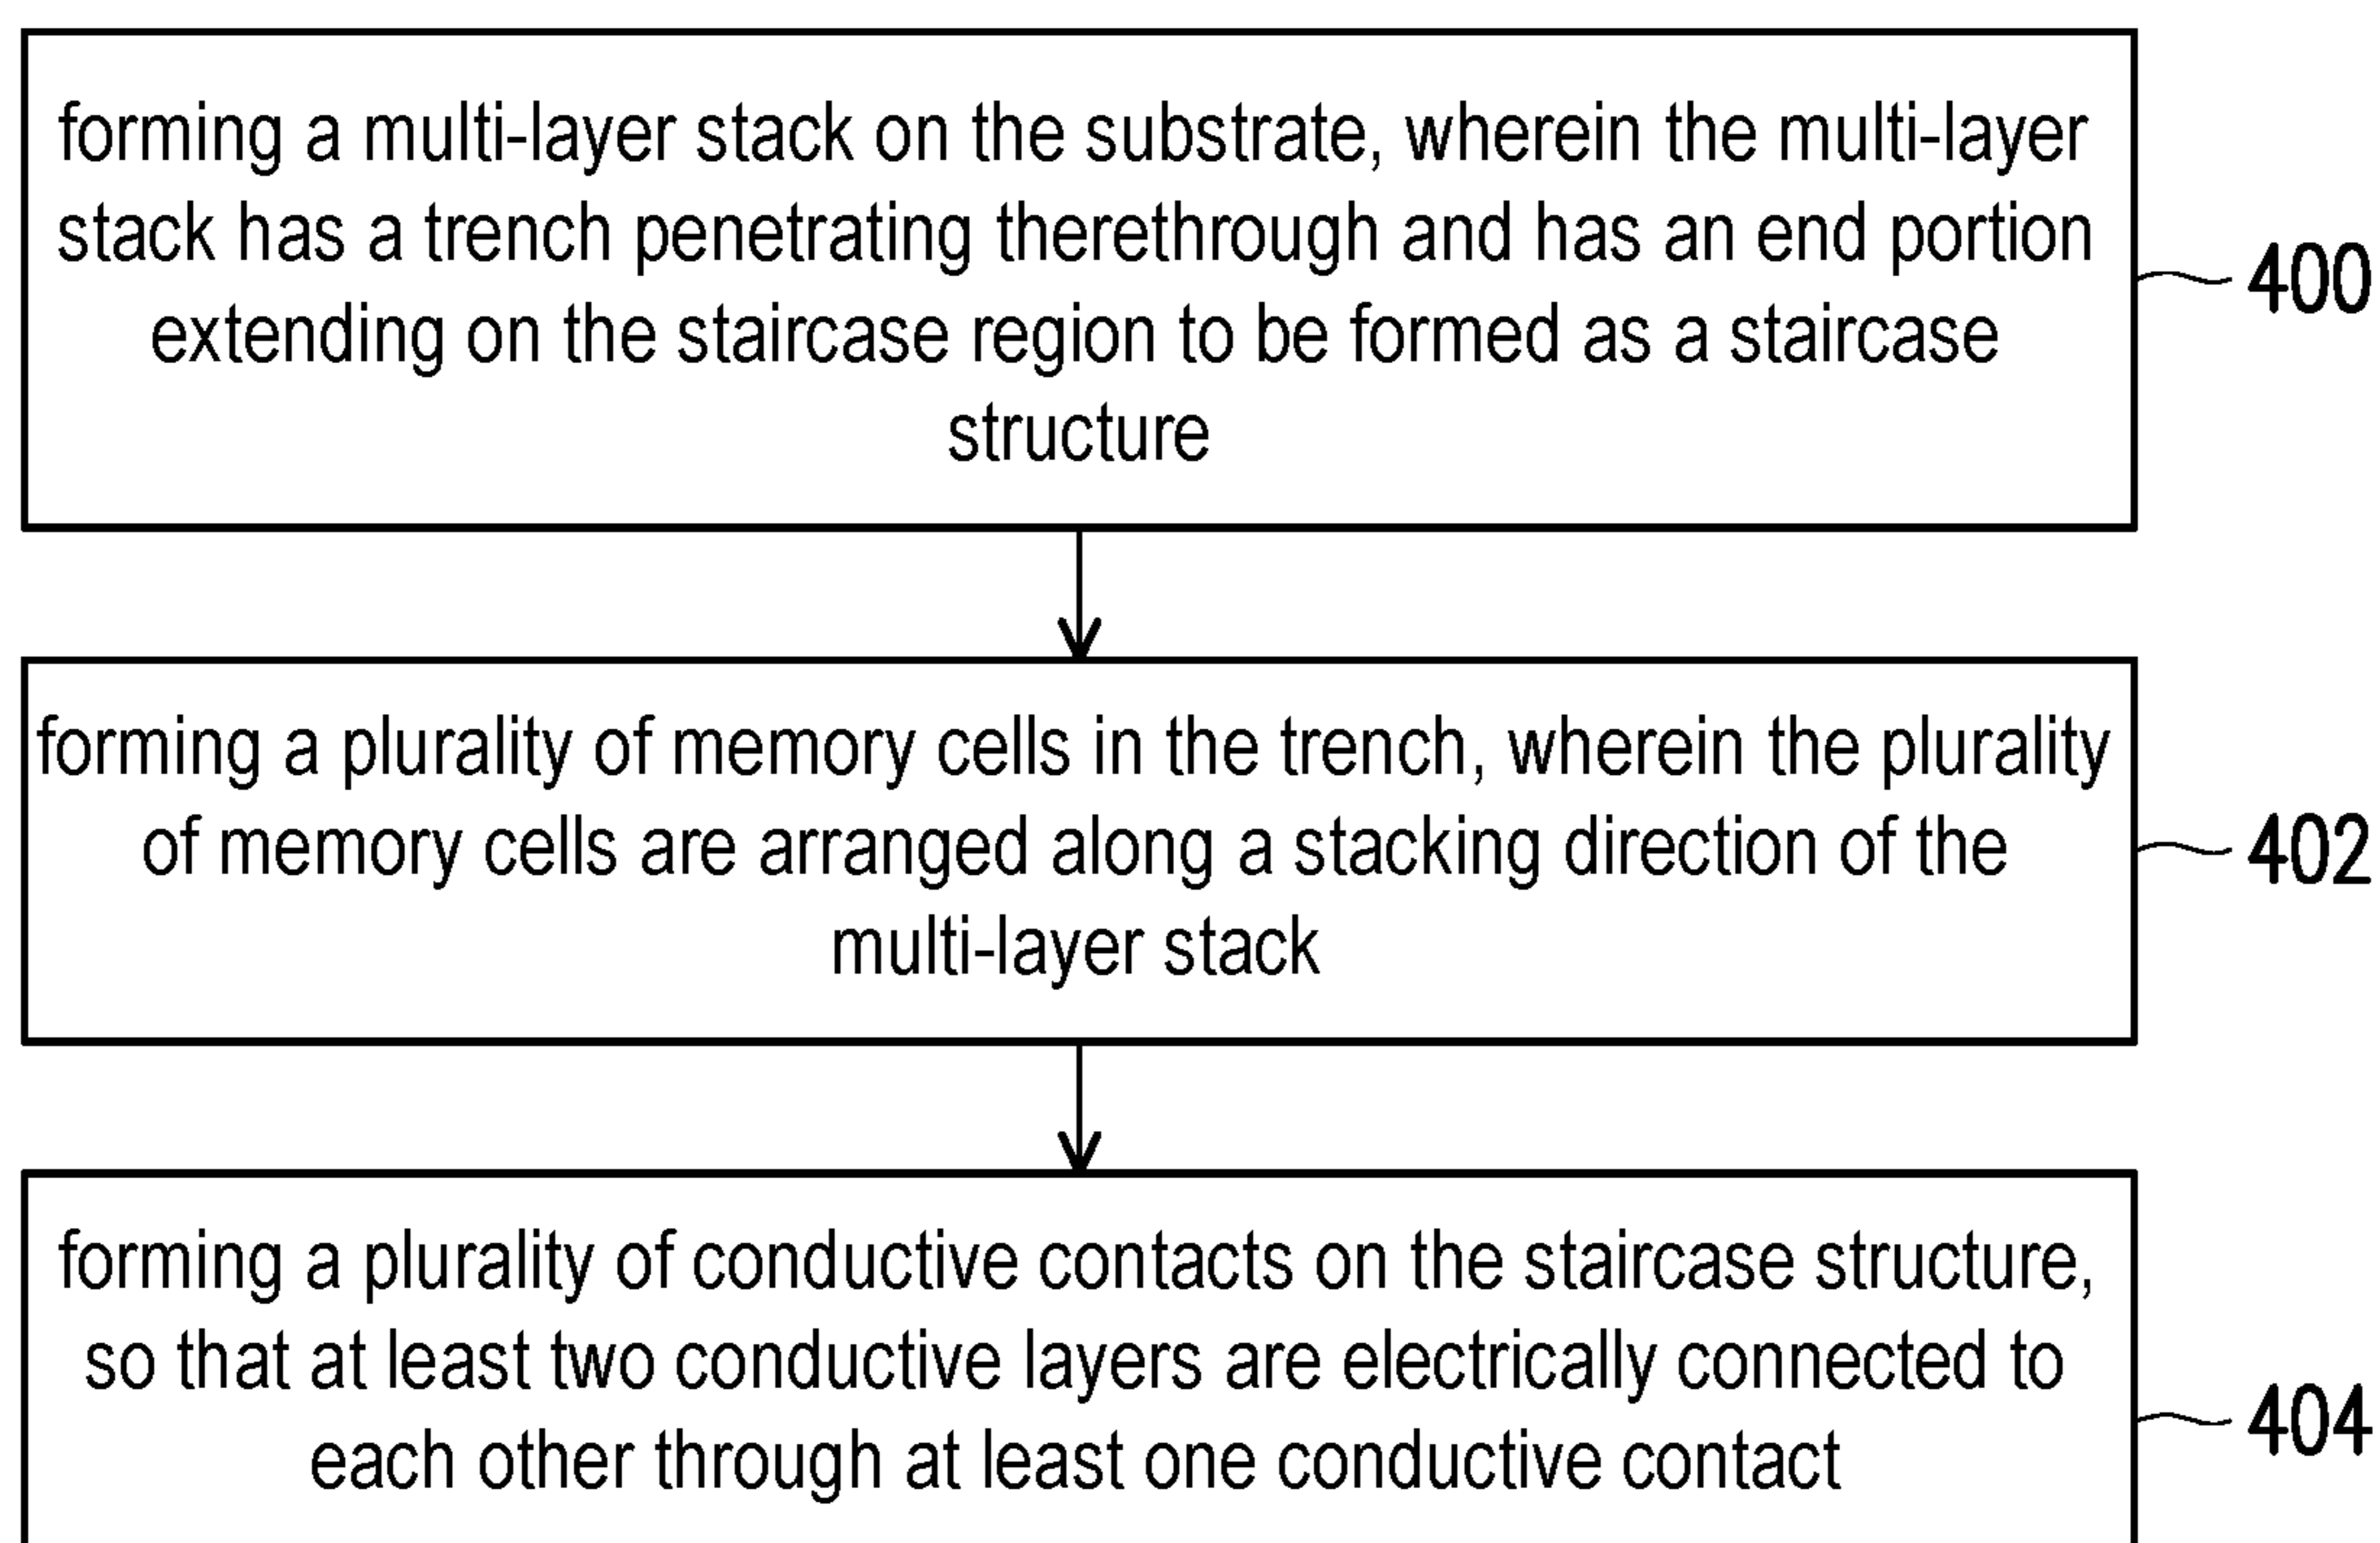 forming a multi-layer stack on the substrate, wherein the multi-layer
stack has a trench penetrating therethrough and has an end portion
extending on the staircase region to be formed as a staircase
structure
400
forming a plurality of memory cells in the trench, wherein the plurality
of memory cells are arranged along a stacking direction of the
multi-layer stack
402
forming a plurality of conductive contacts on the staircase structure,
so that at least two conductive layers are electrically connected to
each other through at least one conductive contact
404